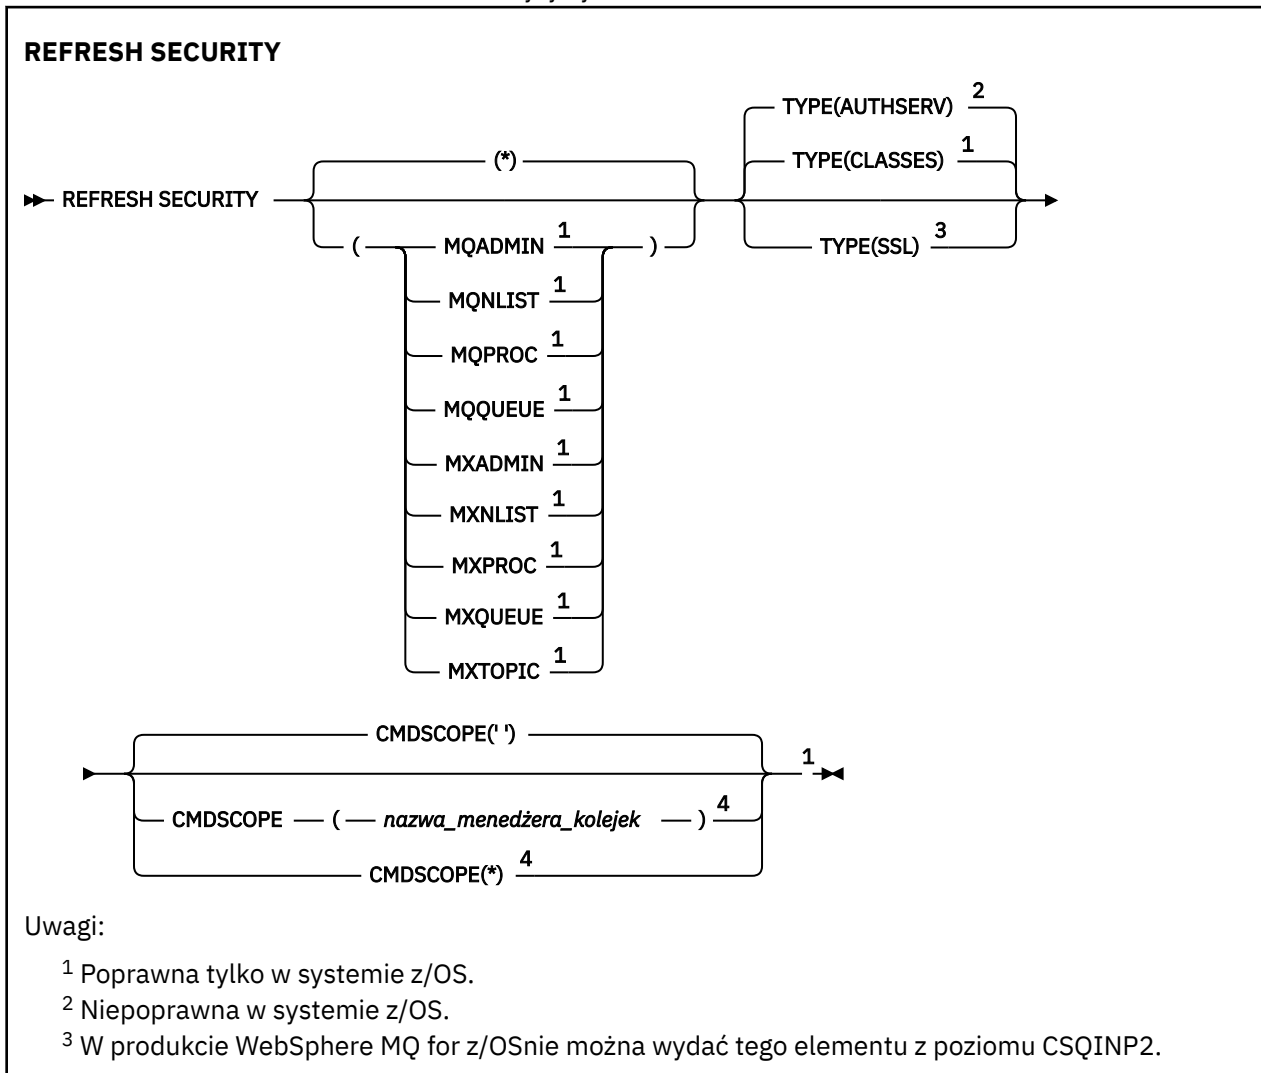 REFRESH SECURITY
TYPE(AUTHSERV) 2
(*) TYPE(CLASSES) 1
REFRESH SECURITY
( MQADMIN 1 ) TYPE(SSL) 3
MQNLIST 1
MQPROC 1
MQQUEUE 1
MXADMIN 1
MXNLIST 1
MXPROC 1
MXQUEUE 1
MXTOPIC 1
CMDSCOPE(' ')
1
CMDSCOPE ( nazwa_menedżera_kolejek ) 4
CMDSCOPE(*) 4
Uwagi:
1 Poprawna tylko w systemie z/OS.
2 Niepoprawna w systemie z/OS.
3 W produkcie WebSphere MQ for z/OSnie można wydać tego elementu z poziomu CSQINP2.